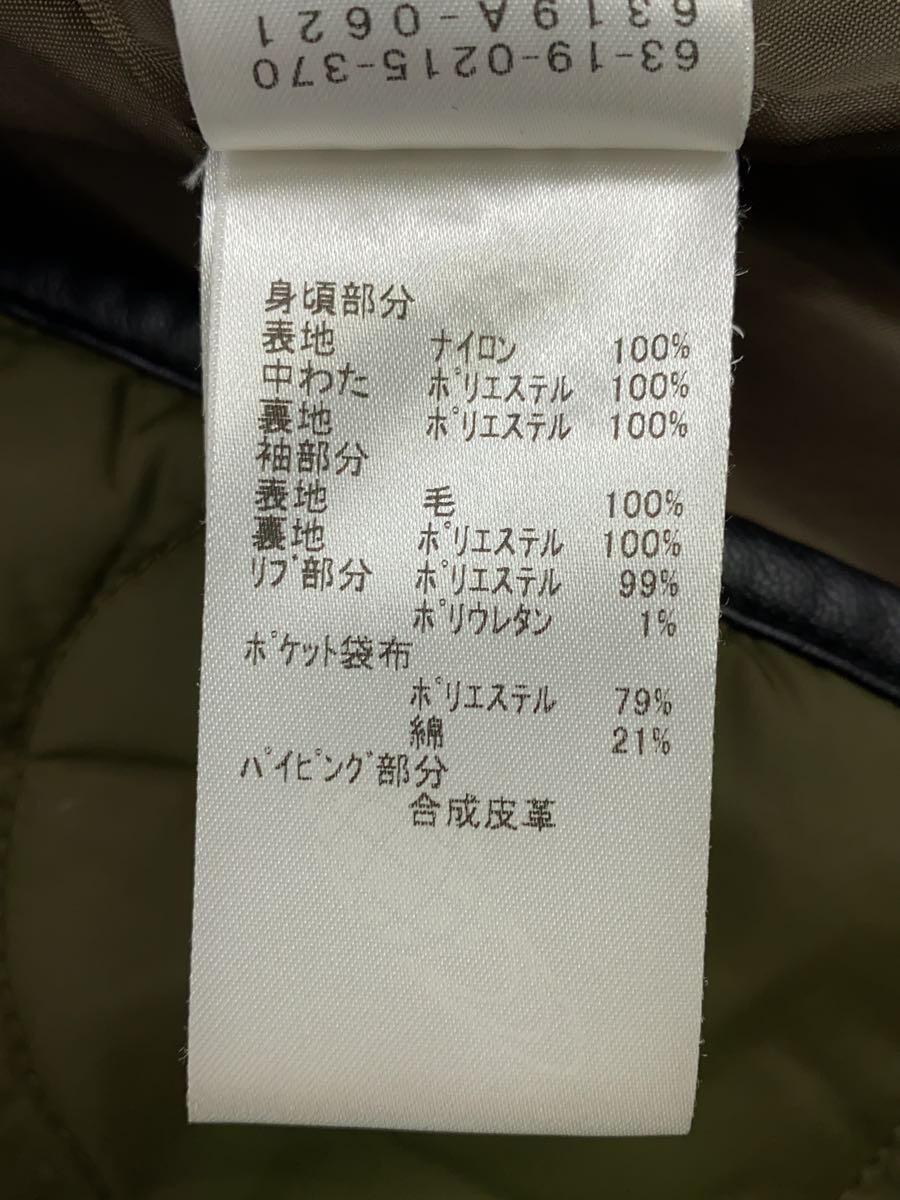 6319A-0621
63-19-0215-370
身頃部分
表地 ナイロン 100%
中わた ポリエステル 100%
裏地 ポリエステル 100%
袖部分
表地 毛 100%
裏地 ポリエステル 100%
リブ部分 ポリエステル 99%
ポリウレタン 1%
ポケット袋布
ポリエステル 79%
綿 21%
パイピング部分
合成皮革